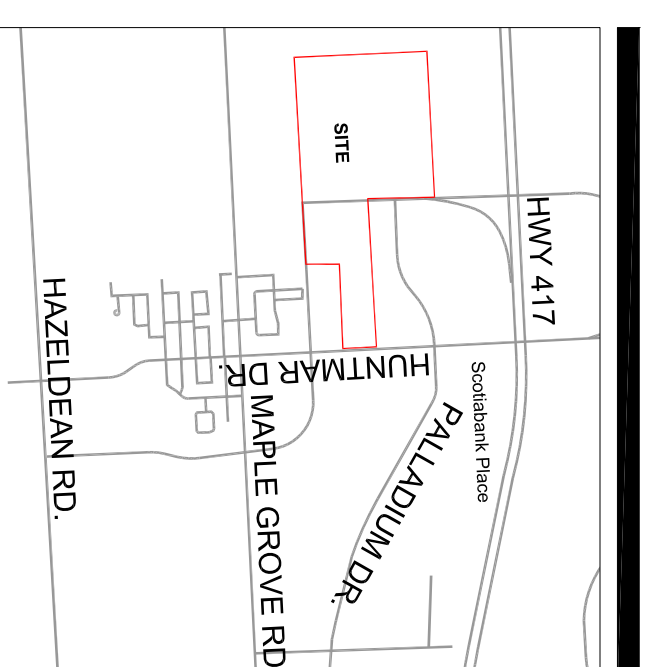 SITE
HWY 417
HAZELDEAN RD.
HUNTMAR DR.
MAPLE GROVE RD
Scotiabank Place
PALLADIUM DR.